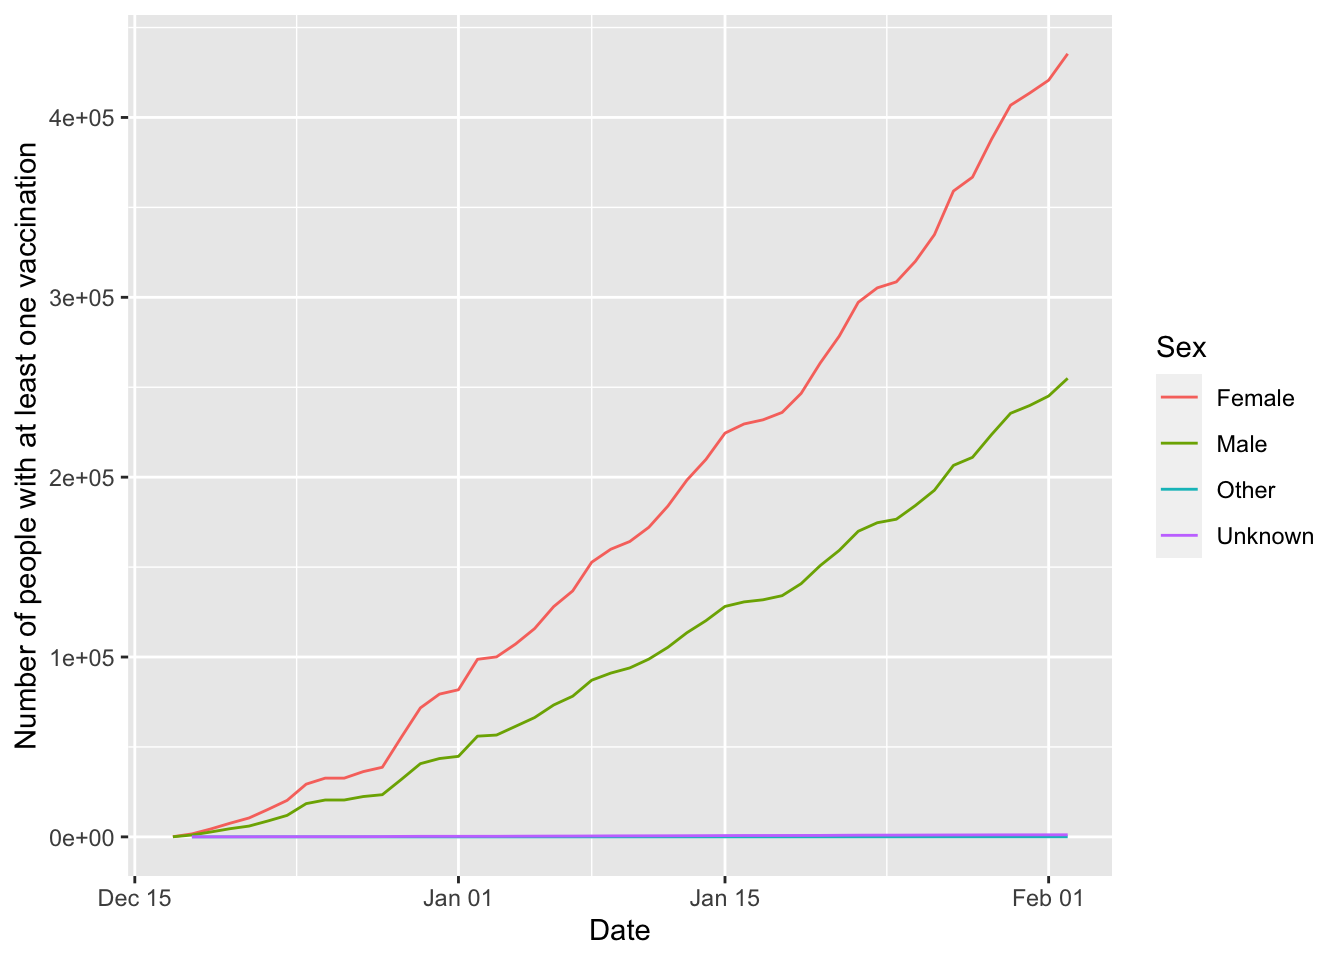 Number of people with at least one vaccination
4e+05
3e+05
2e+05
1e+05
0e+00
Dec 15
Jan 01
Jan 15
Feb 01
Date
Sex
Female
Male
Other
Unknown